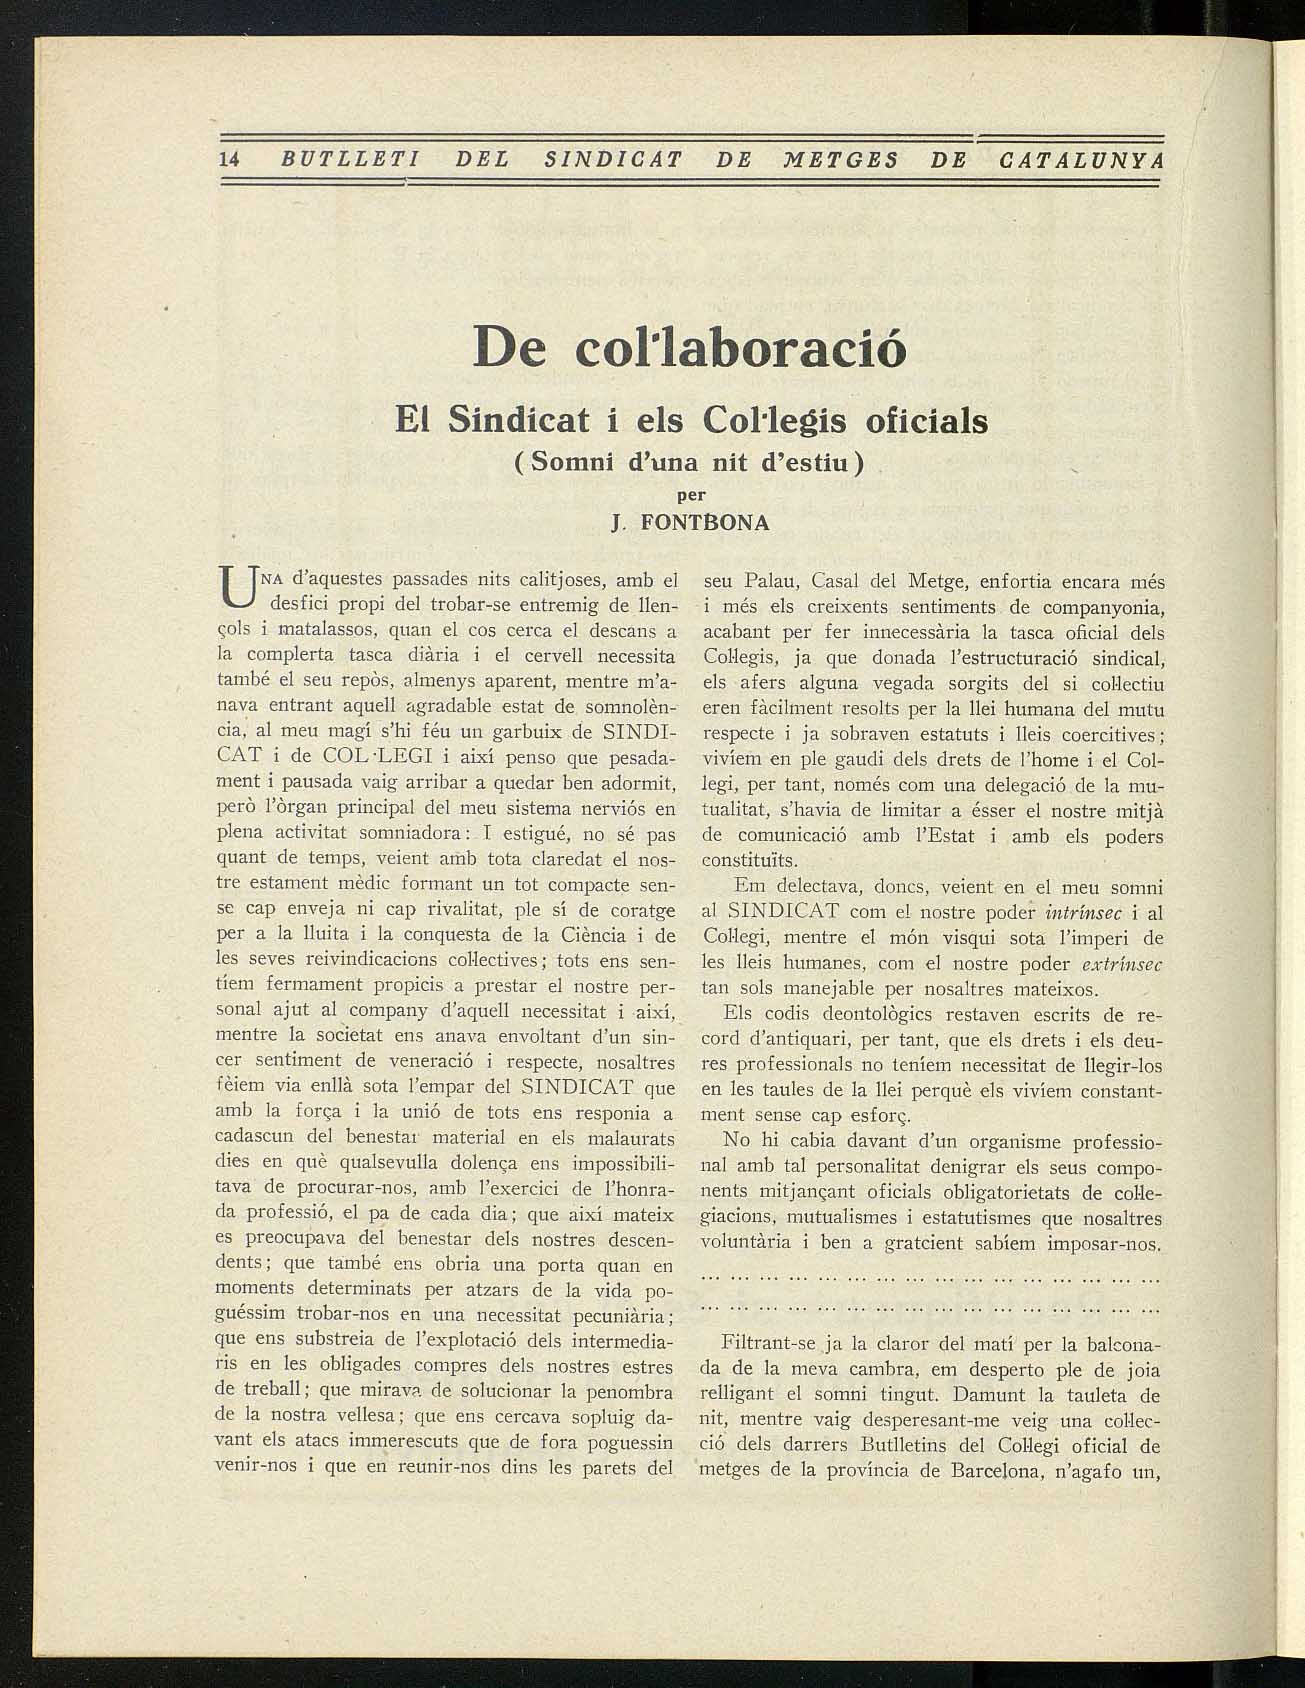 14 BUTLLETI DEL SINDICAT DE METGES DE CATALUNYA
De col·laboració
El Sindicat i els Col·legis oficials
( Somni d'una nit d'estiu )
per
J. FONTBONA
UNA d'aquestes passades nits calitjoses, amb el
desfici propi del trobar-se entremig de llen-
çols i matalassos, quan el cos cerca el descans a
la complerta tasca diària i el cervell necessita
també el seu repòs, almenys aparent, mentre m'a-
nava entrant aquell agradable estat de somnolèn-
cia, al meu magí s'hi féu un garbuix de SINDI-
CAT i de COL·LEGI i així penso que pesada-
ment i pausada vaig arribar a quedar ben adormit,
però l'òrgan principal del meu sistema nerviós en
plena activitat somniadora: I estigué, no sé pas
quant de temps, veient amb tota claredat el nos-
tre estament mèdic formant un tot compacte sen-
se cap enveja ni cap rivalitat, ple sí de coratge
per a la lluita i la conquesta de la Ciència i de
les seves reivindicacions col·lectives; tots ens sen-
tíem fermament propicis a prestar el nostre per-
sonal ajut al company d'aquell necessitat i així,
mentre la societat ens anava envoltant d'un sin-
cer sentiment de veneració i respecte, nosaltres
fèiem via enllà sota l'empar del SINDICAT que
amb la força i la unió de tots ens responia a
cadascun del benestar material en els malaurats
dies en què qualsevulla dolença ens impossibili-
tava de procurar-nos, amb l'exercici de l'honra-
da professió, el pa de cada dia; que així mateix
es preocupava del benestar dels nostres descen-
dents; que també ens obria una porta quan en
moments determinats per atzars de la vida po-
guéssim trobar-nos en una necessitat pecuniària;
que ens substreia de l'explotació dels intermedia-
ris en les obligades compres dels nostres estres
de treball; que mirava de solucionar la penombra
de la nostra vellesa; que ens cercava sopluig da-
vant els atacs immerescuts que de fora poguessin
venir-nos i que en reunir-nos dins les parets del
seu Palau, Casal del Metge, enfortia encara més
i més els creixents sentiments de companyonia,
acabant per fer innecessària la tasca oficial dels
Col·legis, ja que donada l'estructuració sindical,
els afers alguna vegada sorgits del si col·lectiu
eren fàcilment resolts per la llei humana del mutu
respecte i ja sobraven estatuts i lleis coercitives;
vivíem en ple gaudi dels drets de l'home i el Col-
legi, per tant, només com una delegació de la mu-
tualitat, s'havia de limitar a ésser el nostre mitjà
de comunicació amb l'Estat i amb els poders
constituïts.
Em delectava, doncs, veient en el meu somni
al SINDICAT com el nostre poder intrínsec i al
Col·legi, mentre el món visqui sota l'imperi de
les lleis humanes, com el nostre poder extrínsec
tan sols manejable per nosaltres mateixos.
Els codis deontològics restaven escrits de re-
cord d'antiquari, per tant, que els drets i els deu-
res professionals no teníem necessitat de llegir-los
en les taules de la llei perquè els vivíem constant-
ment sense cap esforç.
No hi cabia davant d'un organisme professio-
nal amb tal personalitat denigrar els seus compo-
nents mitjançant oficials obligatorietats de col·le-
giacions, mutualismes i estatutismes que nosaltres
voluntària i ben a gratcient sabíem imposar-nos.
... ... ... ... ... ... ... ... ... ... ... ... ... ... ... ...
... ... ... ... ... ... ... ... ... ... ... ... ... ... ... ...
Filtrant-se ja la claror del matí per la balcona-
da de la meva cambra, em desperto ple de joia
relligant el somni tingut. Damunt la tauleta de
nit, mentre vaig desperesant-me veig una col·lec-
ció dels darrers Butlletins del Col·legi oficial de
metges de la província de Barcelona, n'agafo un,